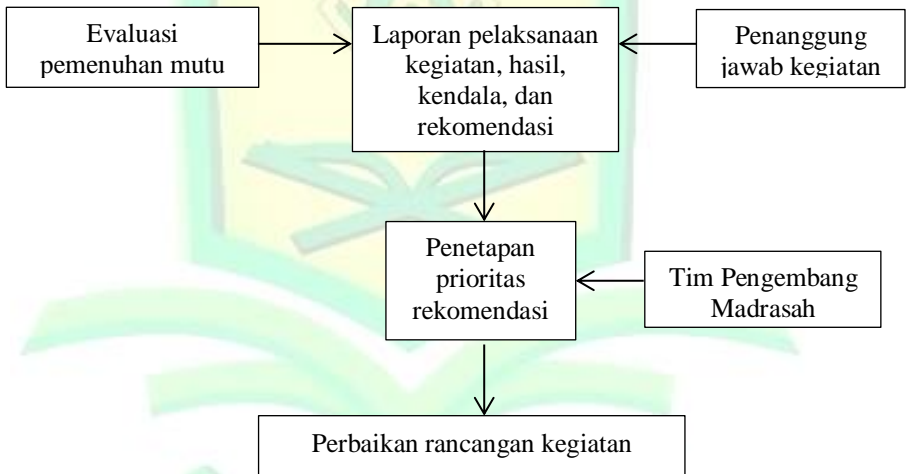 Evaluasi
pemenuhan mutu
Laporan pelaksanaan
kegiatan, hasil,
kendala, dan
rekomendasi
Penanggung
jawab kegiatan
Penetapan
prioritas
rekomendasi
Tim Pengembang
Madrasah
Perbaikan rancangan kegiatan